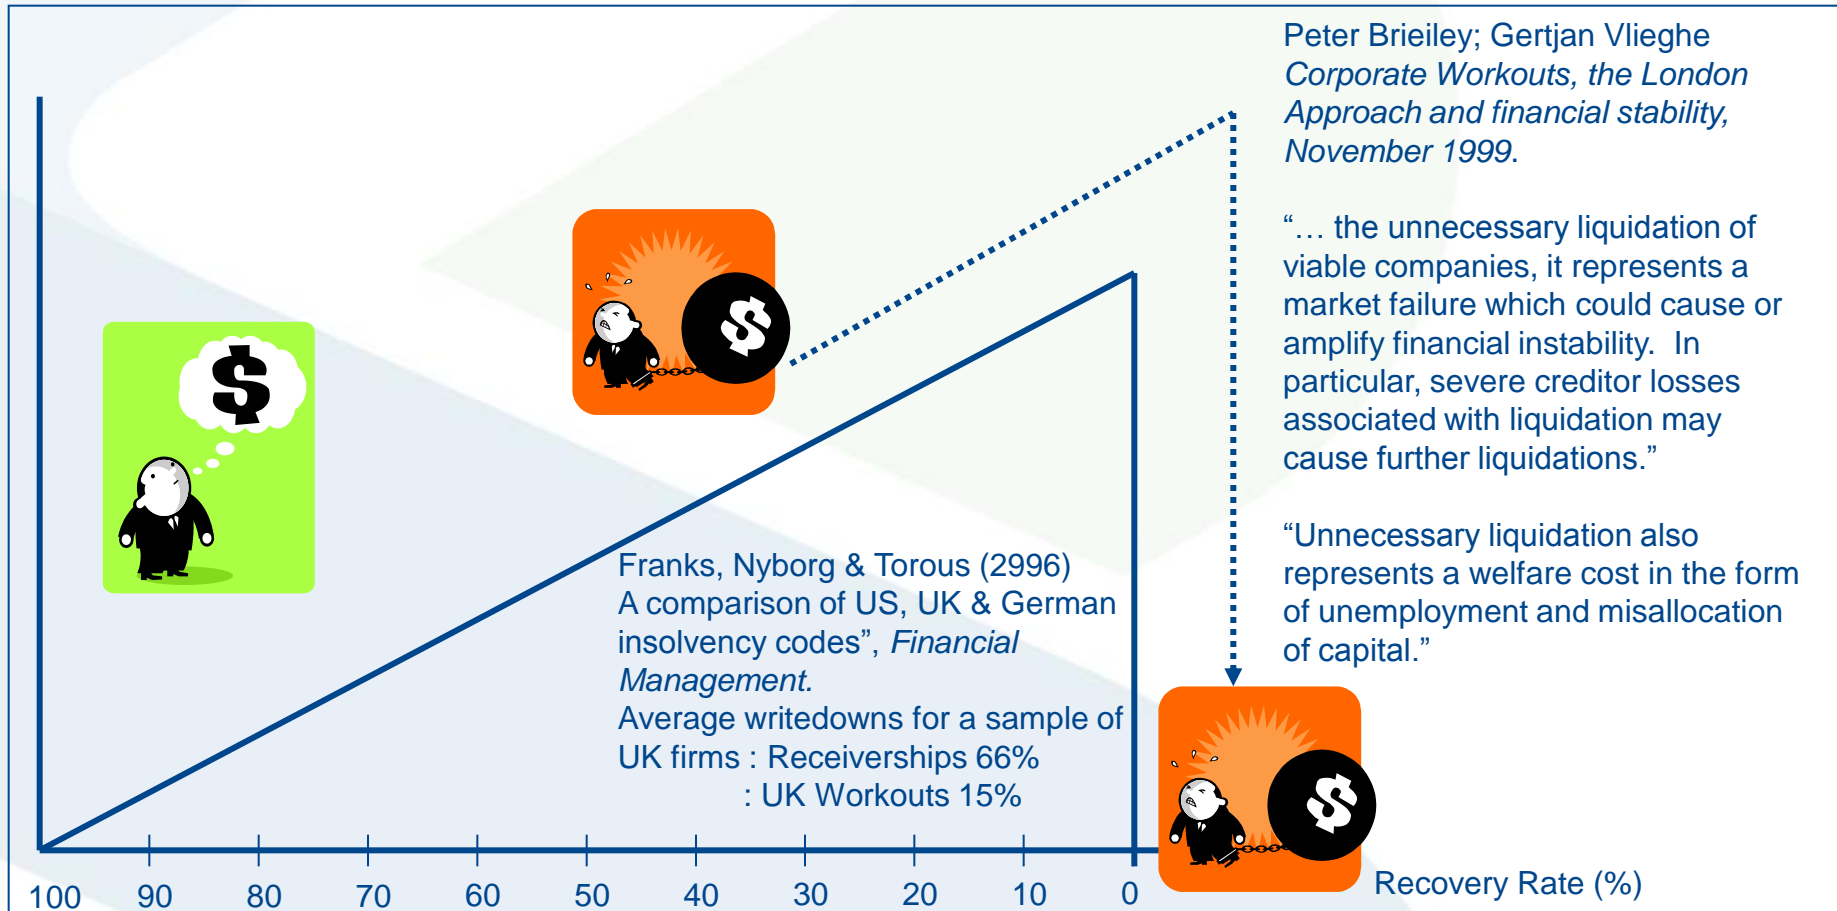 Peter Brieiley; Gertjan Vlieghe
Corporate Workouts, the London
Approach and financial stability,
November 1999.
“… the unnecessary liquidation of
viable companies, it represents a
market failure which could cause or
amplify financial instability.  In
particular, severe creditor losses
associated with liquidation may
cause further liquidations.”
“Unnecessary liquidation also
represents a welfare cost in the form
of unemployment and misallocation
of capital.”
$
$
Franks, Nyborg & Torous (2996)
A comparison of US, UK & German
insolvency codes”, Financial
Management.
Average writedowns for a sample of
UK firms : Receiverships 66%
: UK Workouts 15%
$
100 90 80 70 60 50 40 30 20 10 0
Recovery Rate (%)